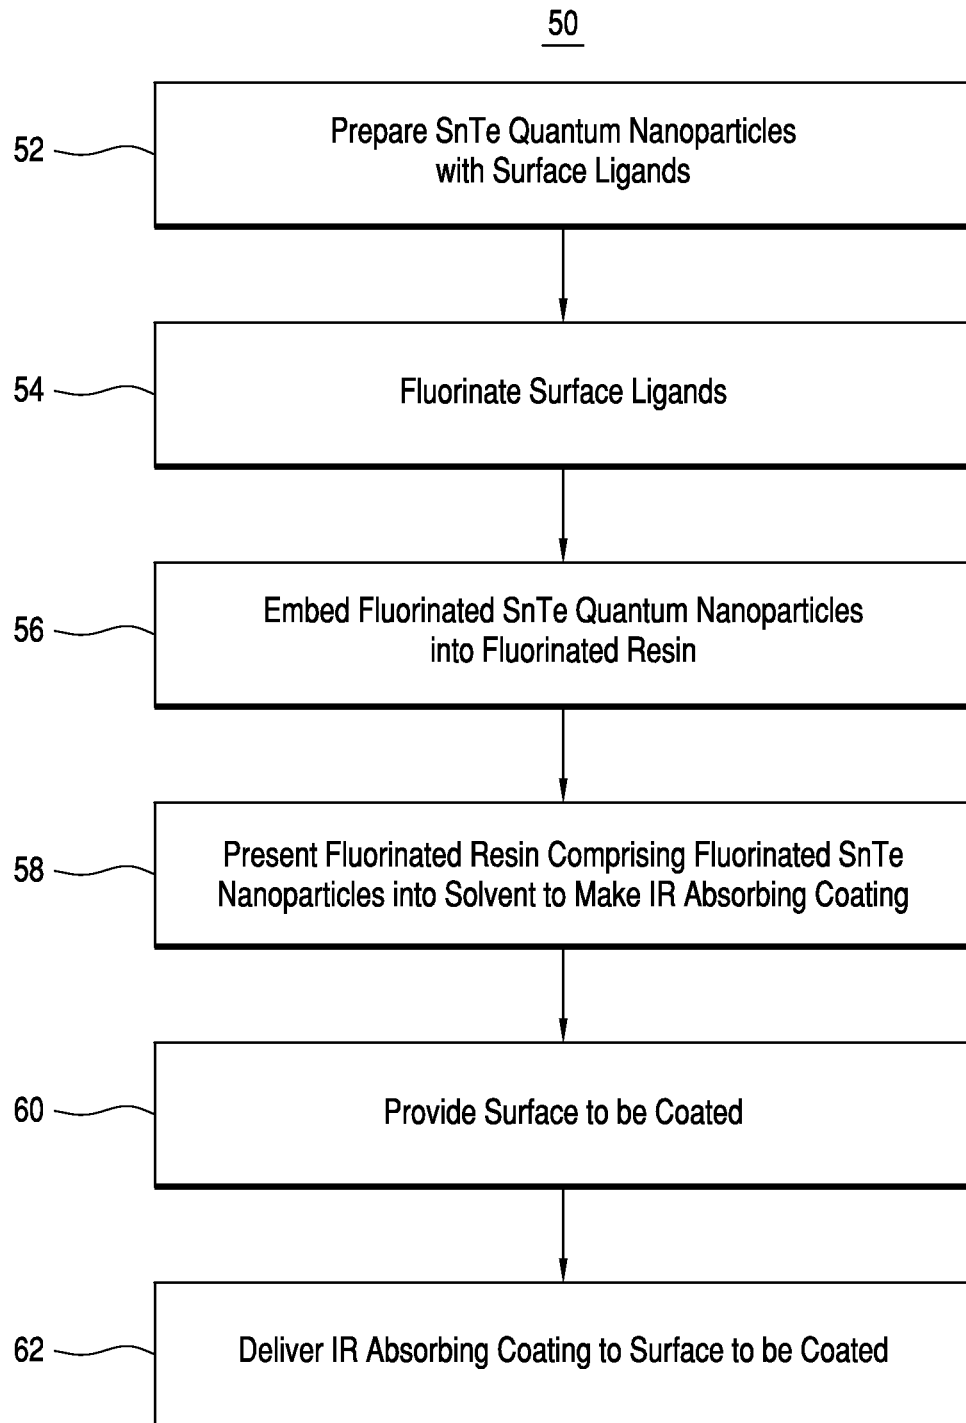 50
52
Prepare SnTe Quantum Nanoparticles
with Surface Ligands
54
Fluorinate Surface Ligands
56
Embed Fluorinated SnTe Quantum Nanoparticles
into Fluorinated Resin
58
Present Fluorinated Resin Comprising Fluorinated SnTe
Nanoparticles into Solvent to Make IR Absorbing Coating
60
Provide Surface to be Coated
62
Deliver IR Absorbing Coating to Surface to be Coated